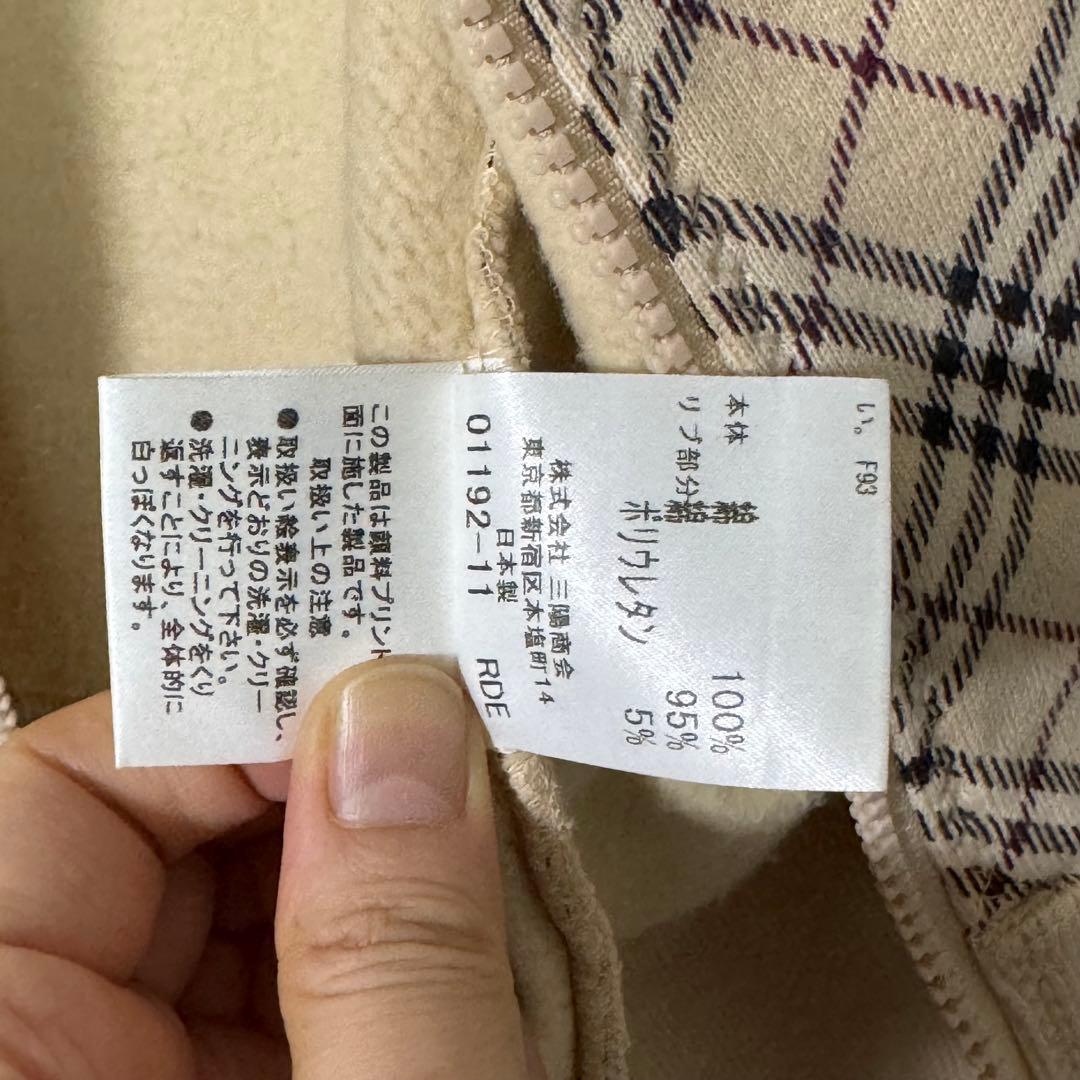 い。 F93
本体 綿 100%
リブ部分 綿 95%
ポリウレタン 5%
株式会社 三陽商会
東京都新宿区本塩町14
日本製
01192-11 RDE
この製品は顔料プリント
面に施した製品です。
取扱い上の注意
●取扱い絵表示を必ず確認し、
表示どおりの洗濯・クリー
ニングを行って下さい。
●洗濯・クリーニングをくり
返すことにより、全体的に
白っぽくなります。